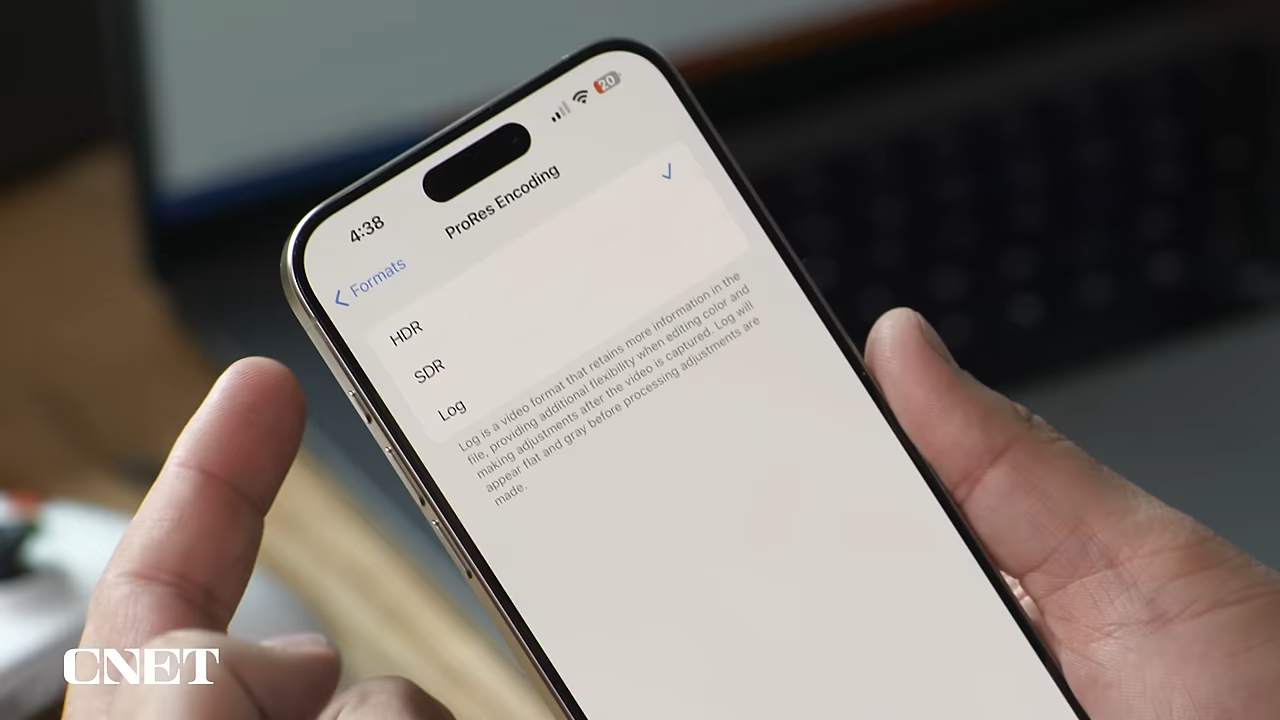 4:38
20
Formats
ProRes Encoding
HDR
SDR
Log
Log is a video format that retains more information in the
file, providing additional flexibility when editing color and
making adjustments after the video is captured. Log will
appear flat and gray before processing adjustments are
made.
CNET